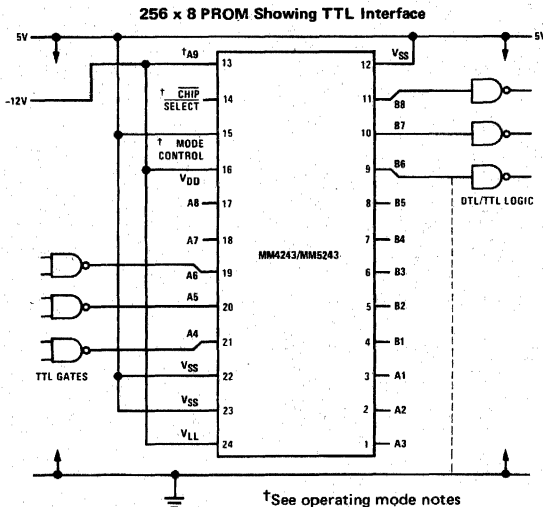 256 x 8 PROM Showing TTL Interface
5V
5V
†A9
13
12
VSS
-12V
† CHIP
SELECT
14
11
B8
† MODE
CONTROL
15
10
B7
VDD
16
9
B6
DTL/TTL LOGIC
A8
17
8
B5
A7
18
7
B4
MM4243/MM5243
A6
19
6
B3
A5
20
5
B2
A4
21
4
B1
TTL GATES
VSS
22
3
A1
VSS
23
2
A2
VLL
24
1
A3
†See operating mode notes